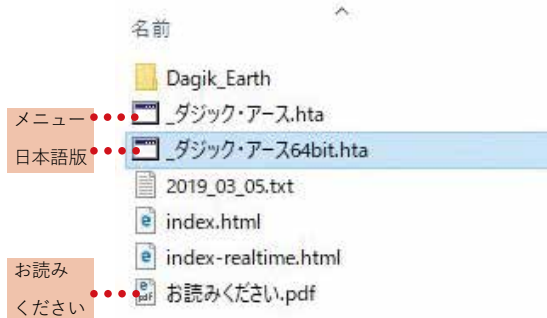 名前
Dagik_Earth
メニュー
_ダジック・アース.hta
日本語版
_ダジック・アース64bit.hta
2019_03_05.txt
index.html
index-realtime.html
お読み
ください
お読みください.pdf